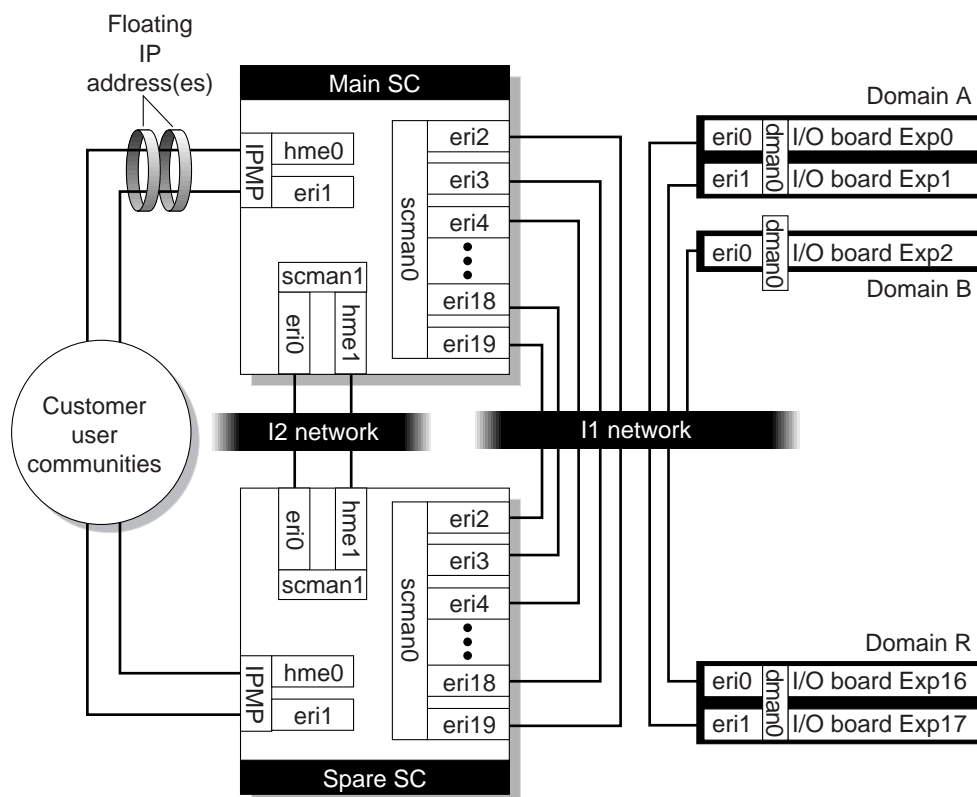 Floating
IP
address(es)
Main SC
IPMP
hme0
eri1
scman1
eri0
hme1
scman0
eri2
eri3
eri4
eri18
eri19
Domain A
eri0
dman0
I/O board Exp0
eri1
I/O board Exp1
eri0
dman0
I/O board Exp2
Domain B
Customer
user
communities
I2 network
I1 network
eri0
hme1
scman1
scman0
eri2
eri3
eri4
eri18
eri19
IPMP
hme0
eri1
Spare SC
Domain R
eri0
dman0
I/O board Exp16
eri1
I/O board Exp17